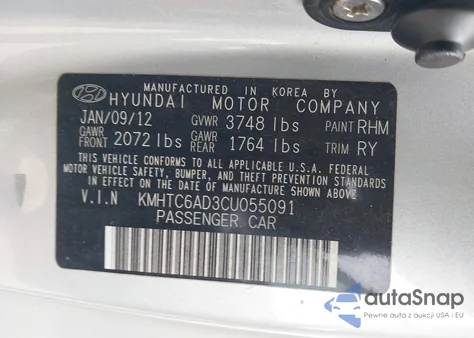 MANUFACTURED IN KOREA BY
HYUNDAI MOTOR COMPANY
JAN/09/12 GVWR 3748 lbs PAINT RHM
GAWR FRONT 2072 lbs GAWR REAR 1764 lbs TRIM RY
THIS VEHICLE CONFORMS TO ALL APPLICABLE U.S.A. FEDERAL
MOTOR VEHICLE SAFETY, BUMPER, AND THEFT PREVENTION
STANDARDS IN EFFECT ON THE DATE OF MANUFACTURE SHOWN ABOVE.
V.I.N KMHTC6AD3CU055091
PASSENGER CAR
autoSnap
Pewne auta z aukcji USA i EU